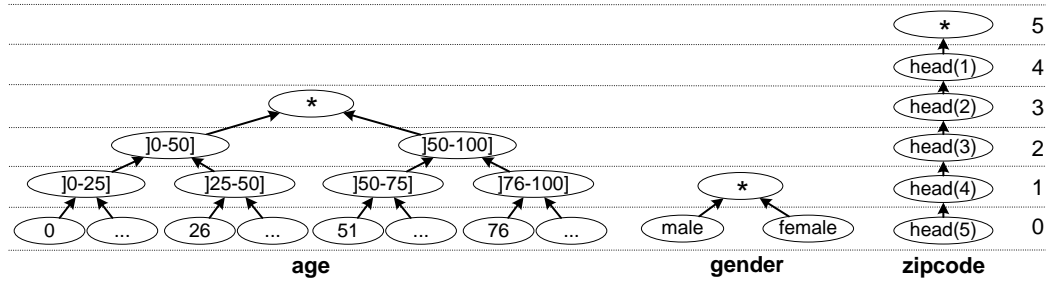 * 5
head(1) 4
* head(2) 3
]0-50] ]50-100] head(3) 2
]0-25] ]25-50] ]50-75] ]76-100] * head(4) 1
0 ... 26 ... 51 ... 76 ... male female head(5) 0
age gender zipcode